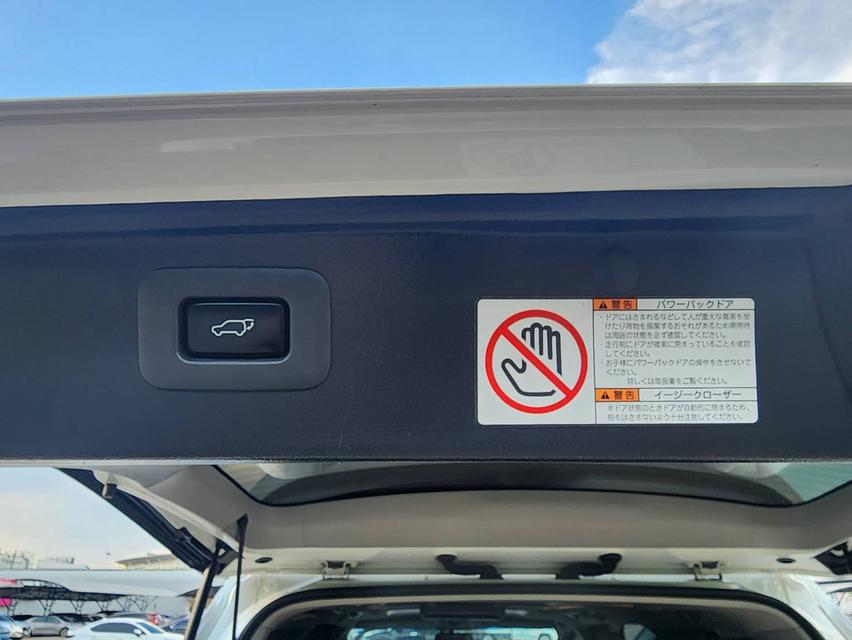 警告 パワーバックドア
・ドアにはさまれるなどして人が重大な傷害を受
けたり荷物を損傷するおそれがあるため開閉時
は周囲の状態を必ず確認してください。
・走行前にドアが確実に閉まっていることを確認
してください。
・お子様にパワーバックドアの操作をさせないで
ください。
詳しくは取扱書をご覧ください。
警告 イージークローザー
半ドア状態のときドアが自動的に閉まるため、
指をはさまないよう十分注意してください。